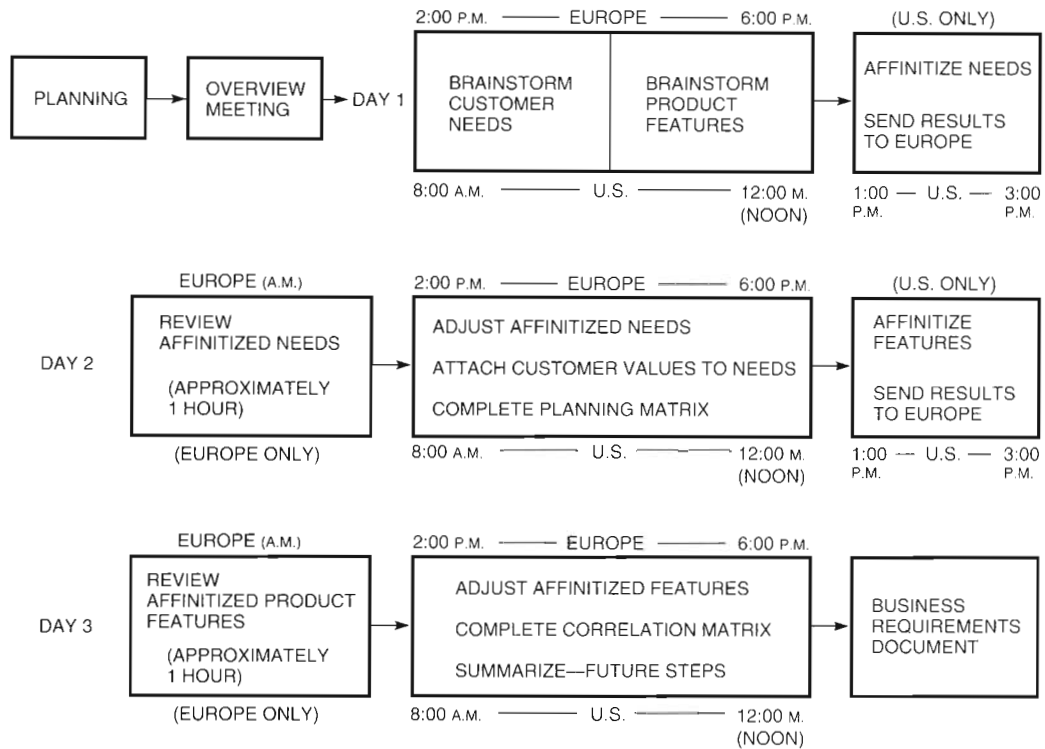 2:00 P.M. EUROPE 6:00 P.M.
(U.S. ONLY)
PLANNING
OVERVIEW
MEETING
DAY 1
BRAINSTORM
CUSTOMER
NEEDS
BRAINSTORM
PRODUCT
FEATURES
AFFINITIZE NEEDS
SEND RESULTS
TO EUROPE
8:00 A.M. U.S. 12:00 M.
(NOON)
1:00 — U.S. — 3:00
P.M. P.M.
EUROPE (A.M.)
2:00 P.M. EUROPE 6:00 P.M.
(U.S. ONLY)
DAY 2
REVIEW
AFFINITIZED NEEDS
(APPROXIMATELY
1 HOUR)
(EUROPE ONLY)
ADJUST AFFINITIZED NEEDS
ATTACH CUSTOMER VALUES TO NEEDS
COMPLETE PLANNING MATRIX
8:00 A.M. U.S. 12:00 M.
(NOON)
AFFINITIZE
FEATURES
SEND RESULTS
TO EUROPE
1:00 — U.S. — 3:00
P.M. P.M.
EUROPE (A.M.)
2:00 P.M. EUROPE 6:00 P.M.
DAY 3
REVIEW
AFFINITIZED PRODUCT
FEATURES
(APPROXIMATELY
1 HOUR)
(EUROPE ONLY)
ADJUST AFFINITIZED FEATURES
COMPLETE CORRELATION MATRIX
SUMMARIZE—FUTURE STEPS
8:00 A.M. U.S. 12:00 M.
(NOON)
BUSINESS
REQUIREMENTS
DOCUMENT